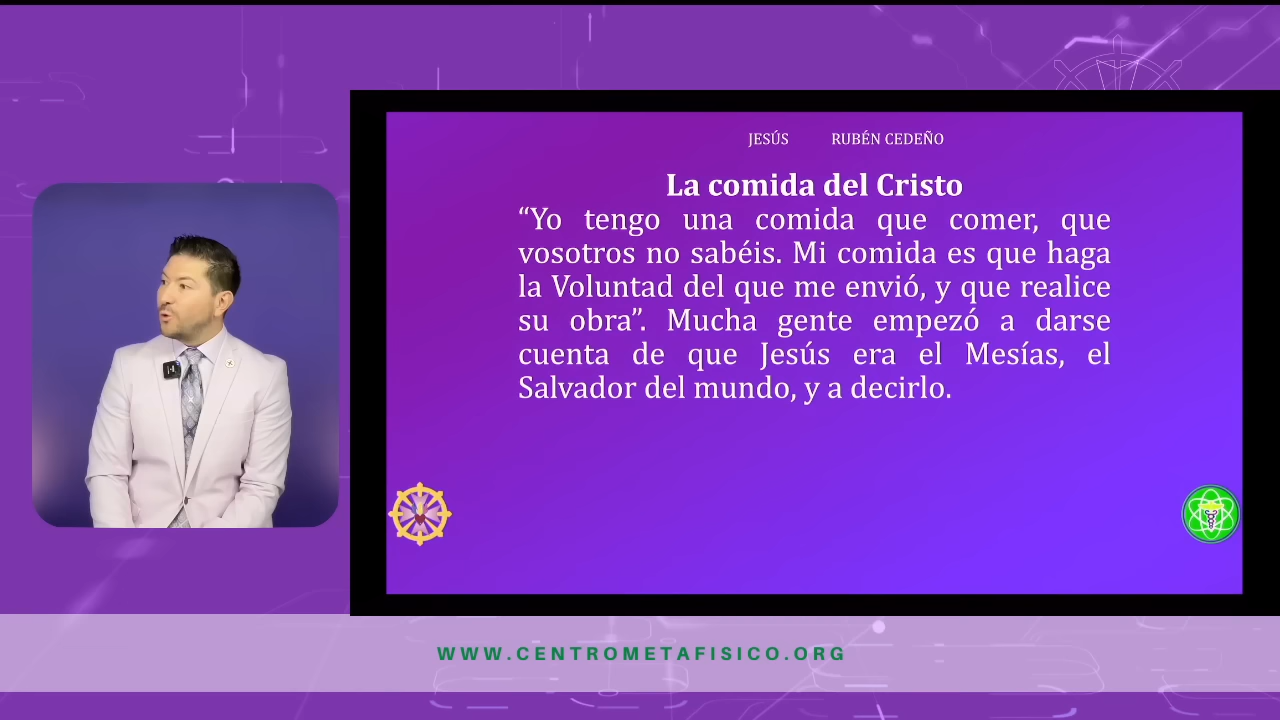 JESÚS RUBÉN CEDEÑO
La comida del Cristo
“Yo tengo una comida que comer, que
vosotros no sabéis. Mi comida es que haga
la Voluntad del que me envió, y que realice
su obra”. Mucha gente empezó a darse
cuenta de que Jesús era el Mesías, el
Salvador del mundo, y a decirlo.
WWW.CENTROMETAFISICO.ORG